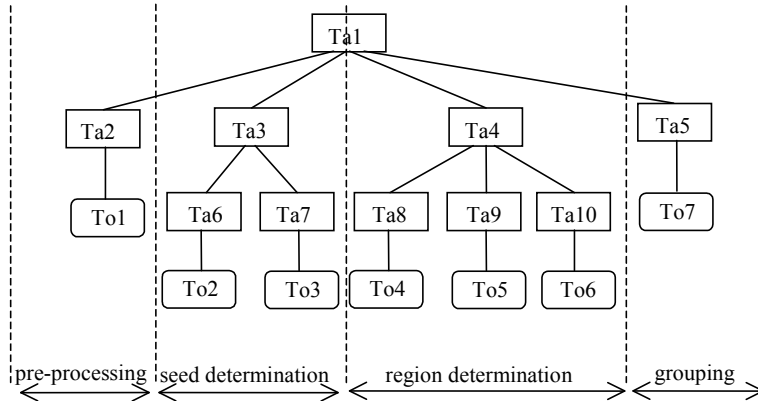 Ta1
Ta2
Ta3
Ta4
Ta5
To1
Ta6
Ta7
Ta8
Ta9
Ta10
To7
To2
To3
To4
To5
To6
pre-processing
seed determination
region determination
grouping